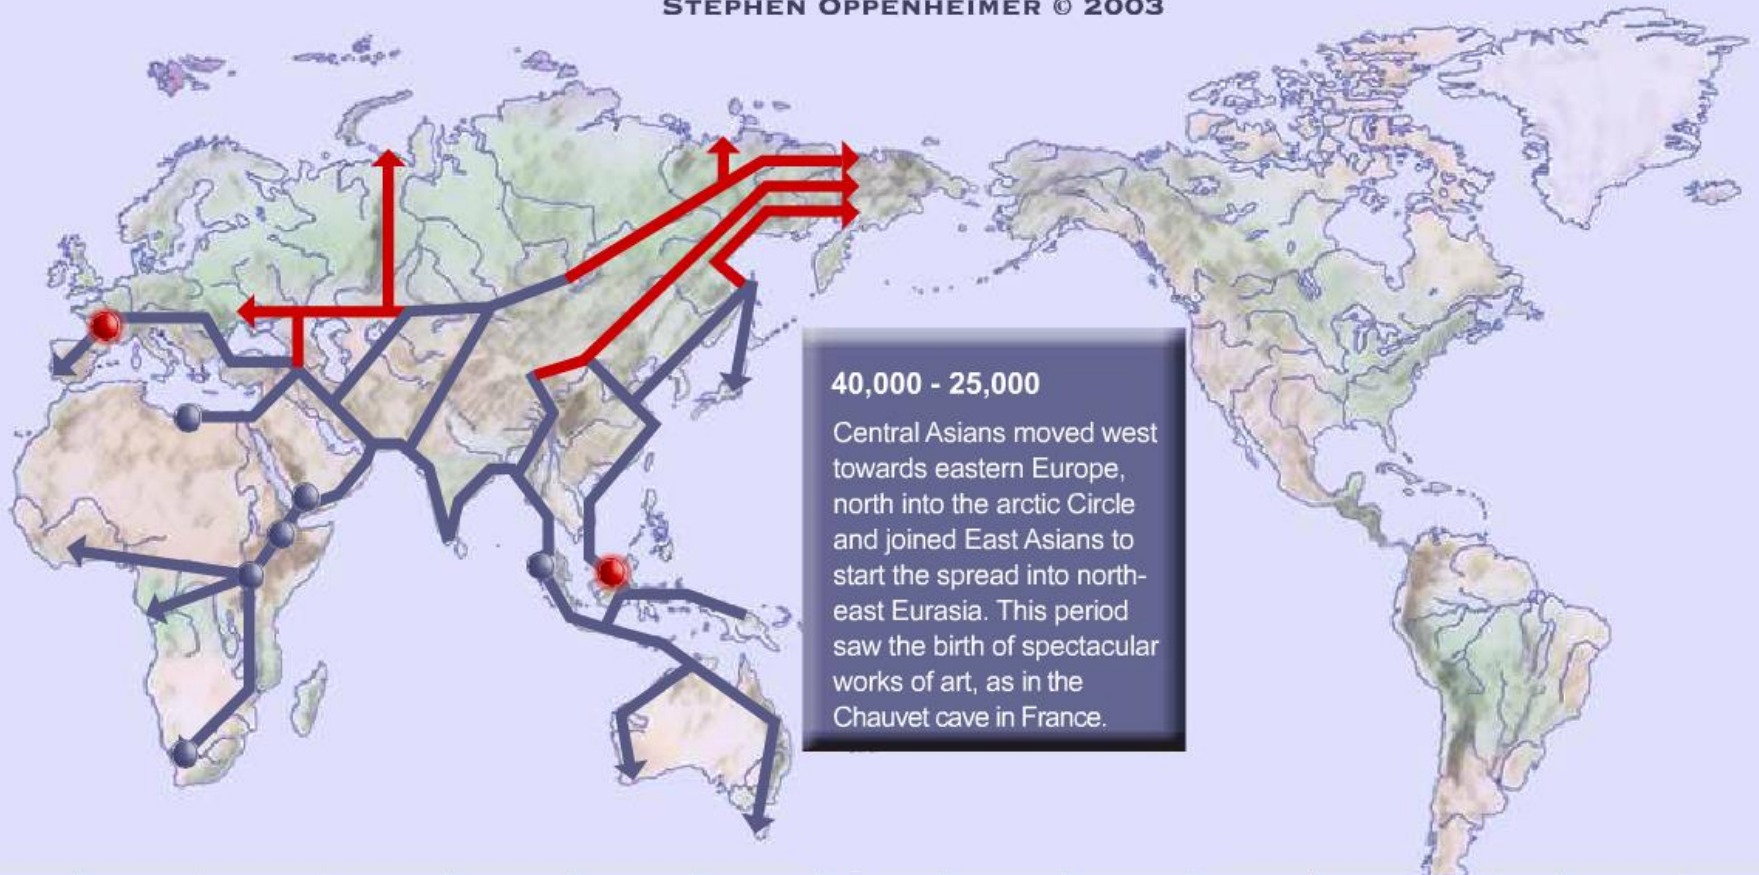 STEPHEN OPPENHEIMER © 2003
40,000 - 25,000
Central Asians moved west
towards eastern Europe,
north into the arctic Circle
and joined East Asians to
start the spread into north-
east Eurasia. This period
saw the birth of spectacular
works of art, as in the
Chauvet cave in France.